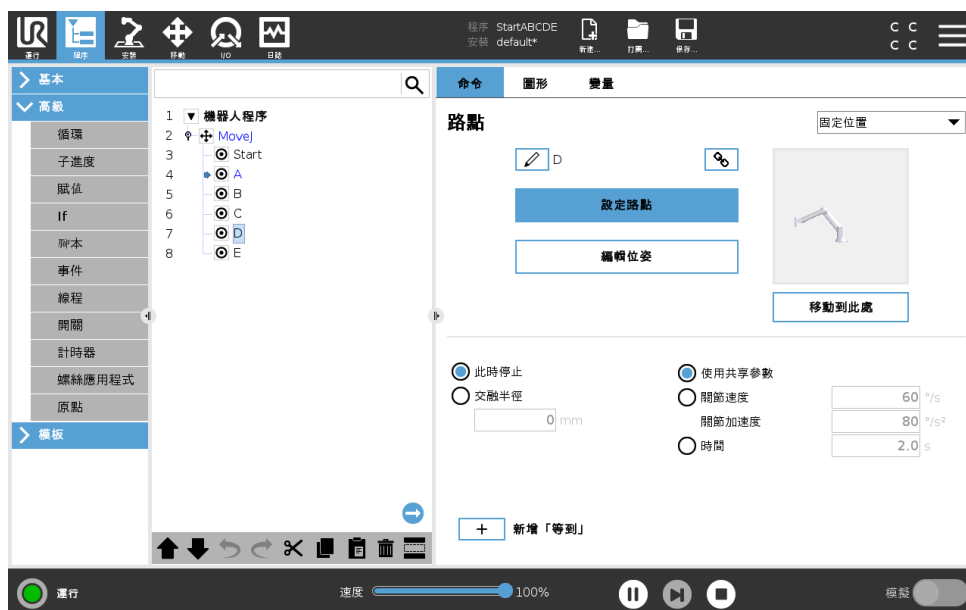 UR
程序 StartABCDE
安裝 default*
運行 程序 安裝 移動 I/O 日誌 新建... 打開... 保存...
C C
C C
基本
高級
循環
子進度
賦值
If
腳本
事件
線程
開關
計時器
螺絲應用程式
原點
模板
1 機器人程序
2 MoveJ
3 Start
4 A
5 B
6 C
7 D
8 E
命令 圖形 變量
路點
固定位置
D
設定路點
編輯位姿
移動到此處
此時停止
交融半徑
0 mm
使用共享參數
關節速度 60 °/s
關節加速度 80 °/s²
時間 2.0 s
+ 新增「等到」
運行
速度 100%
模擬